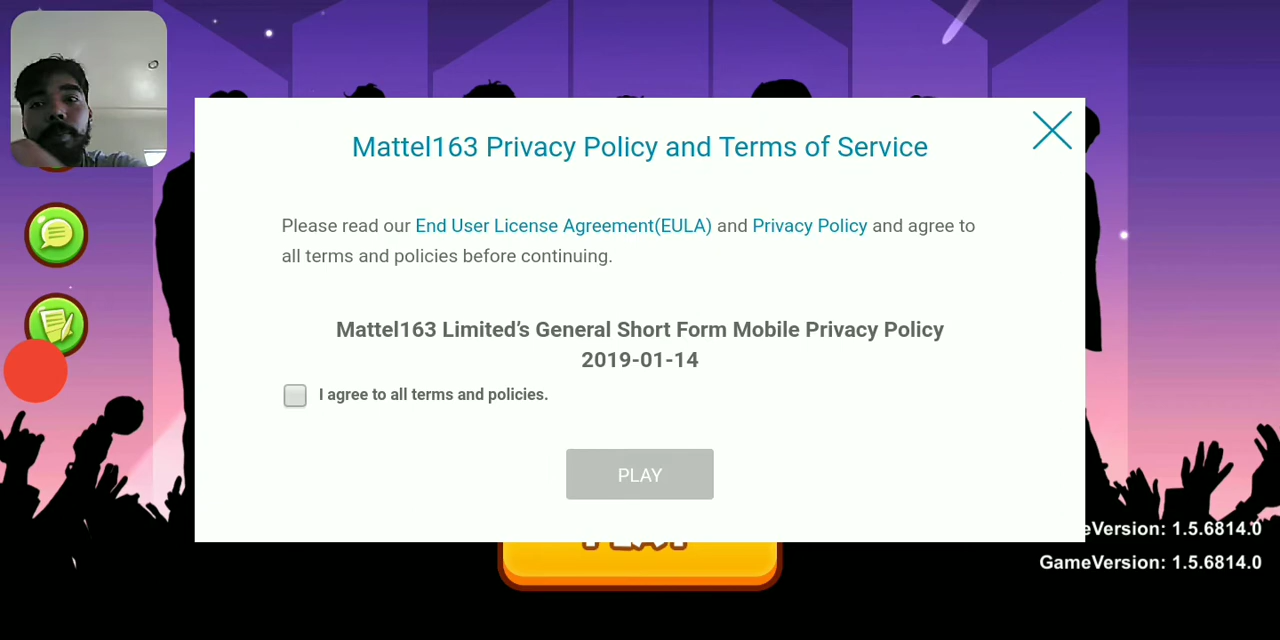 Mattel163 Privacy Policy and Terms of Service
Please read our End User License Agreement(EULA) and Privacy Policy and agree to
all terms and policies before continuing.
Mattel163 Limited’s General Short Form Mobile Privacy Policy
2019-01-14
I agree to all terms and policies.
PLAY
eVersion: 1.5.6814.0
GameVersion: 1.5.6814.0